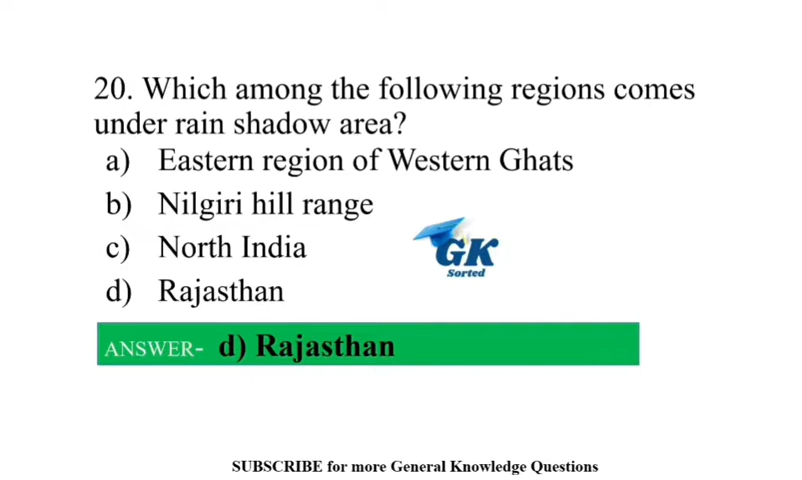 20. Which among the following regions comes
under rain shadow area?
a) Eastern region of Western Ghats
b) Nilgiri hill range
c) North India
d) Rajasthan
GK
Sorted
ANSWER- d) Rajasthan
SUBSCRIBE for more General Knowledge Questions